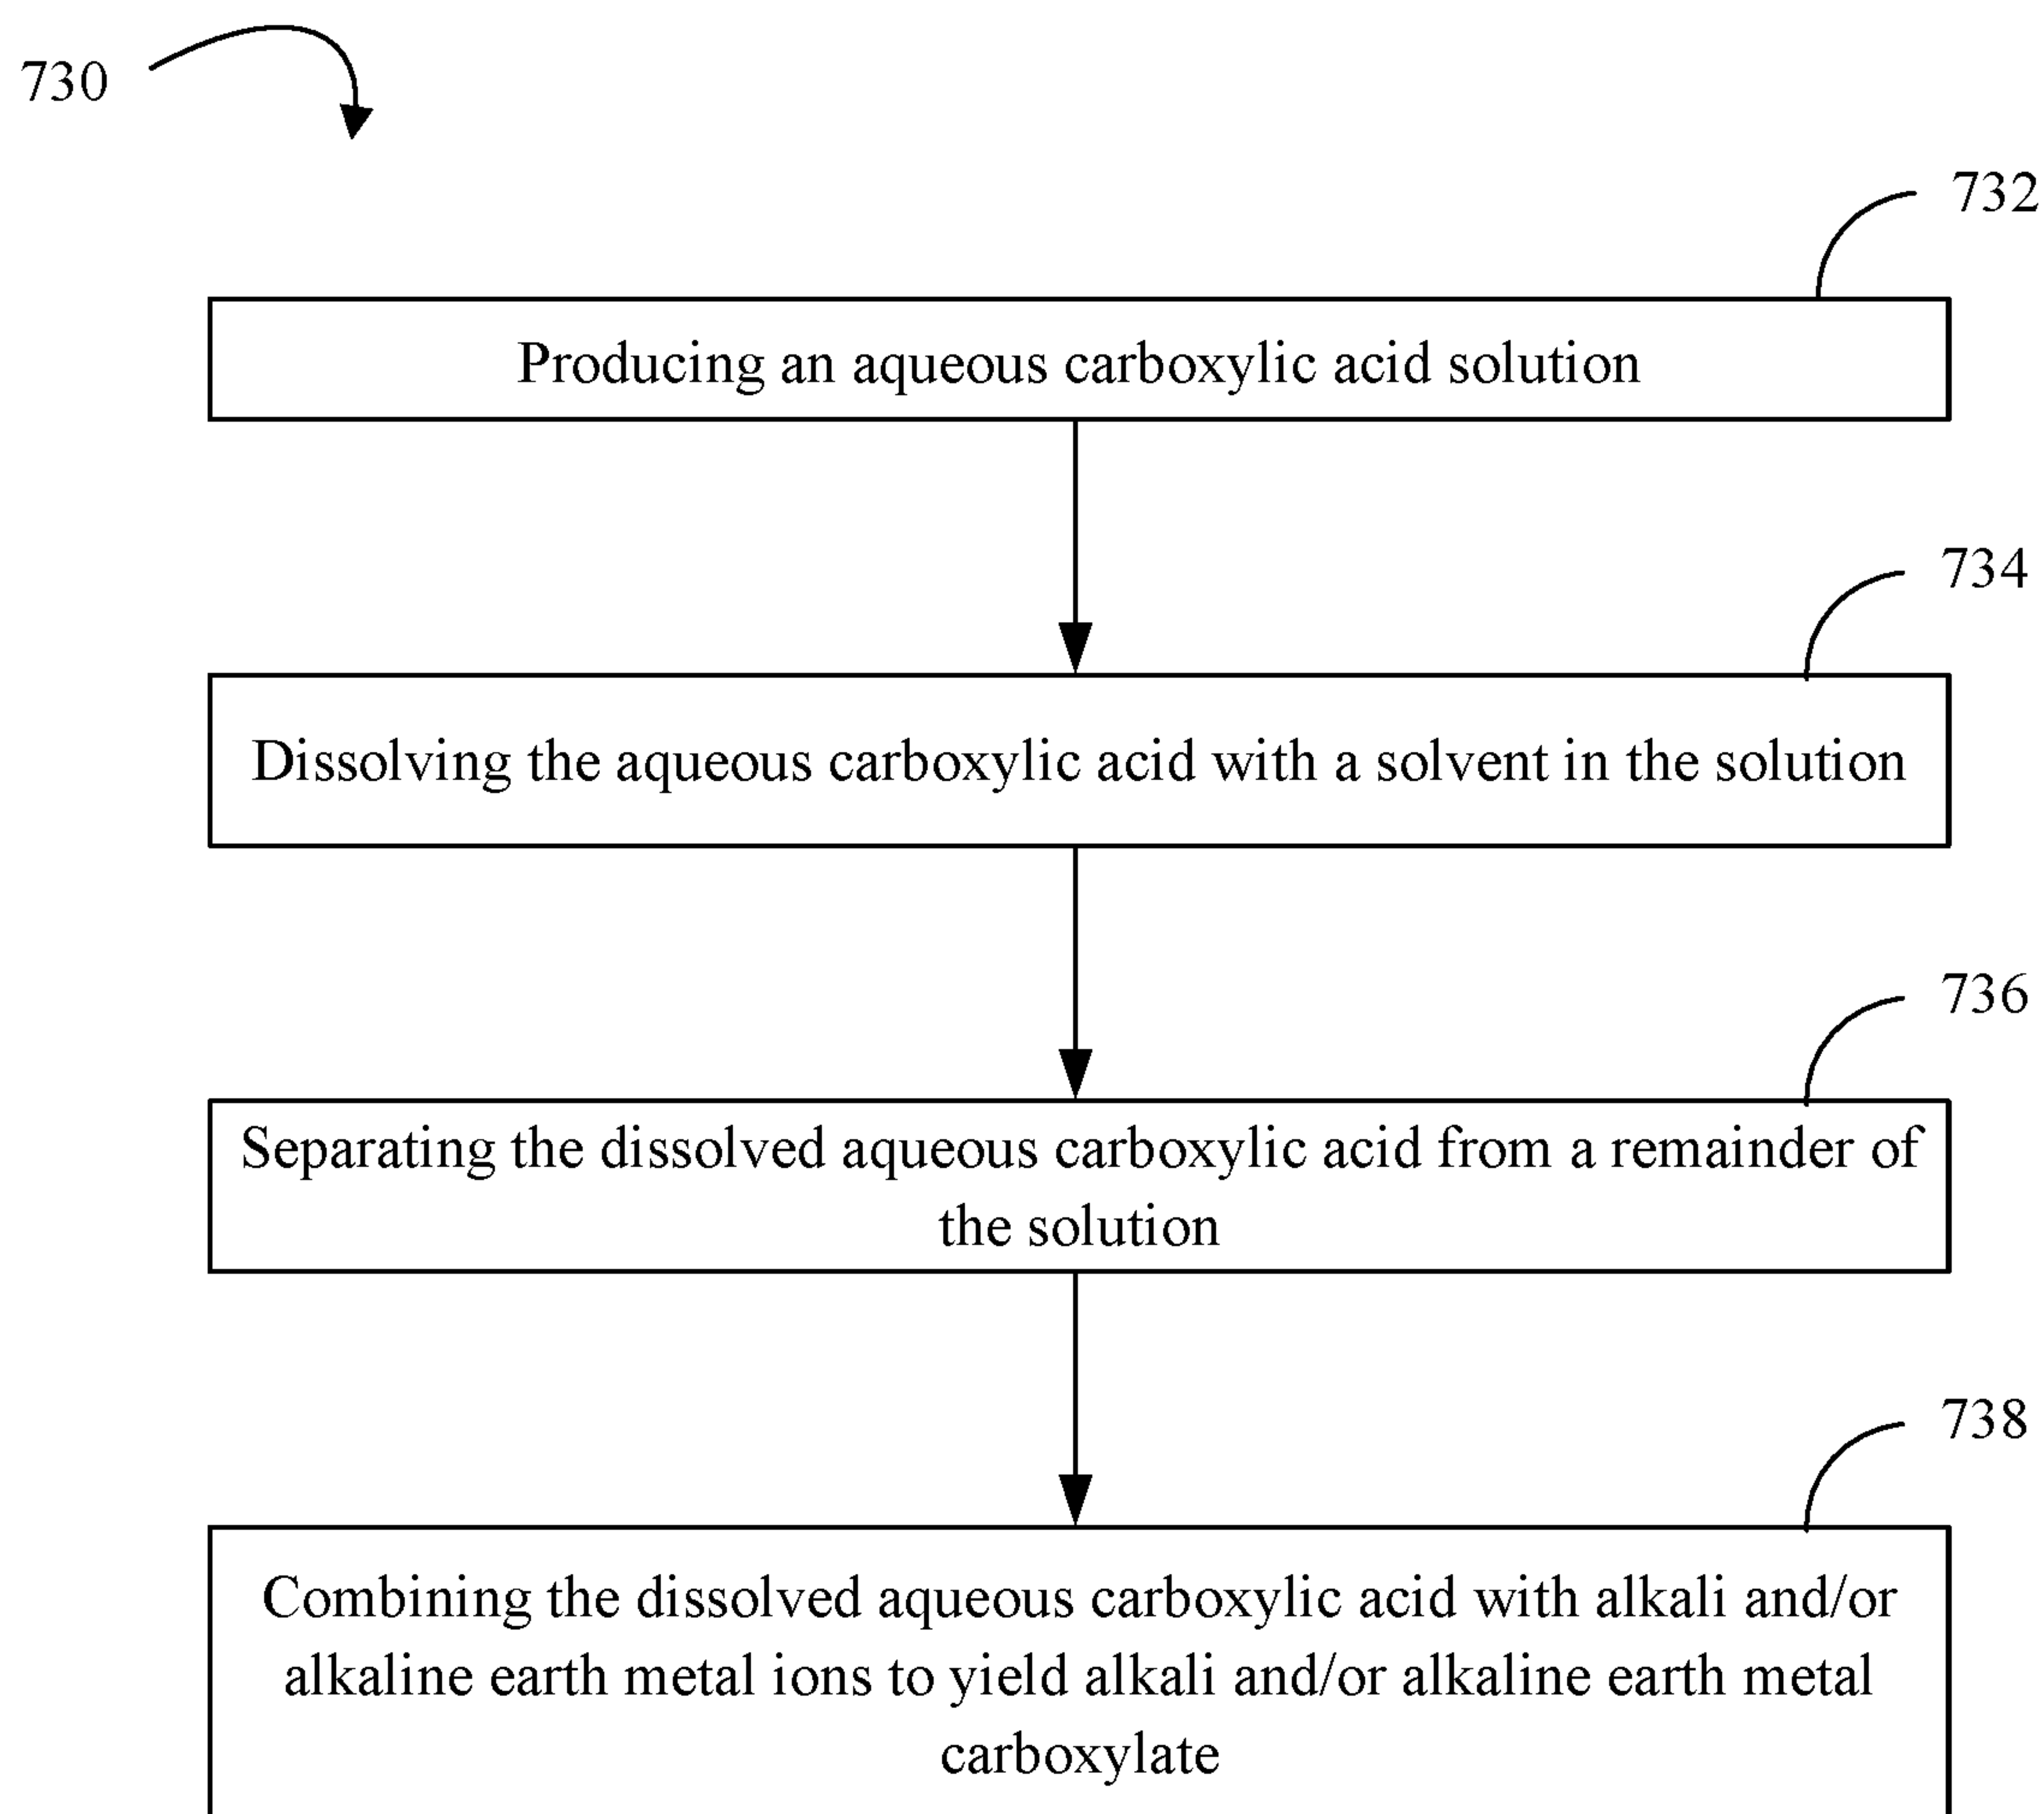 730
732
Producing an aqueous carboxylic acid solution
734
Dissolving the aqueous carboxylic acid with a solvent in the solution
736
Separating the dissolved aqueous carboxylic acid from a remainder of
the solution
738
Combining the dissolved aqueous carboxylic acid with alkali and/or
alkaline earth metal ions to yield alkali and/or alkaline earth metal
carboxylate